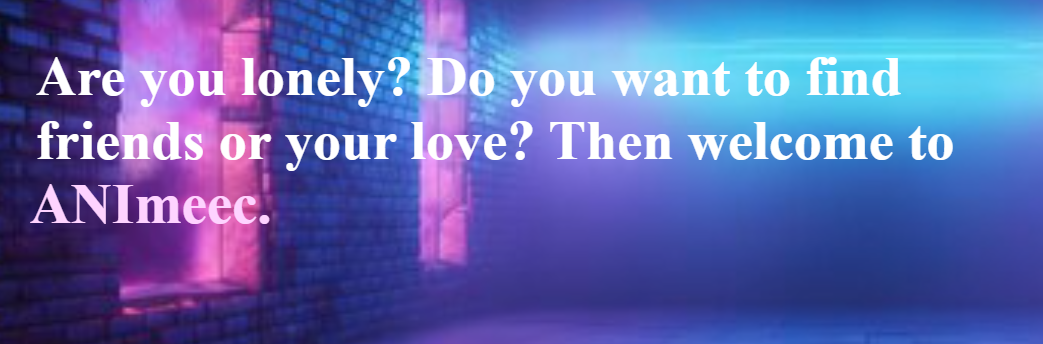 Are you lonely? Do you want to find
friends or your love? Then welcome to
ANImeec.